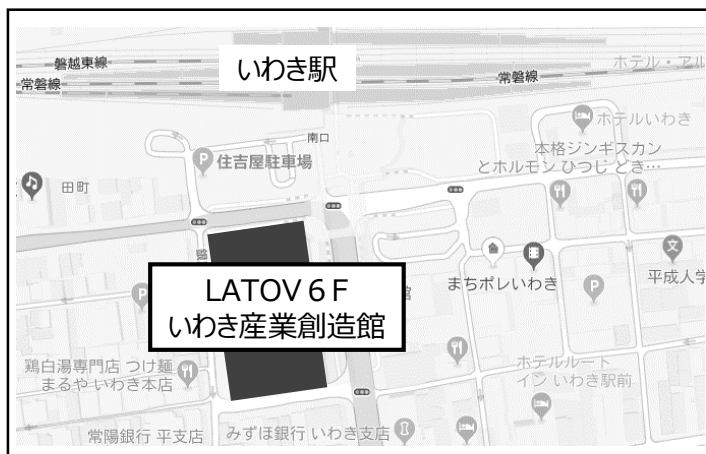 いわき駅
磐越東線
常磐線
常磐線
ホテル・アル
南口
ホテルいわき
住吉屋駐車場
本格ジンギスカン
とホルモン ひつじ とき…
田町
LATOV 6F
いわき産業創造館
まちポレいわき
平成人学
鶏白湯専門店 つけ麺
まるや いわき本店
ホテルルート
イン いわき駅前
常陽銀行 平支店
みずほ銀行 いわき支店